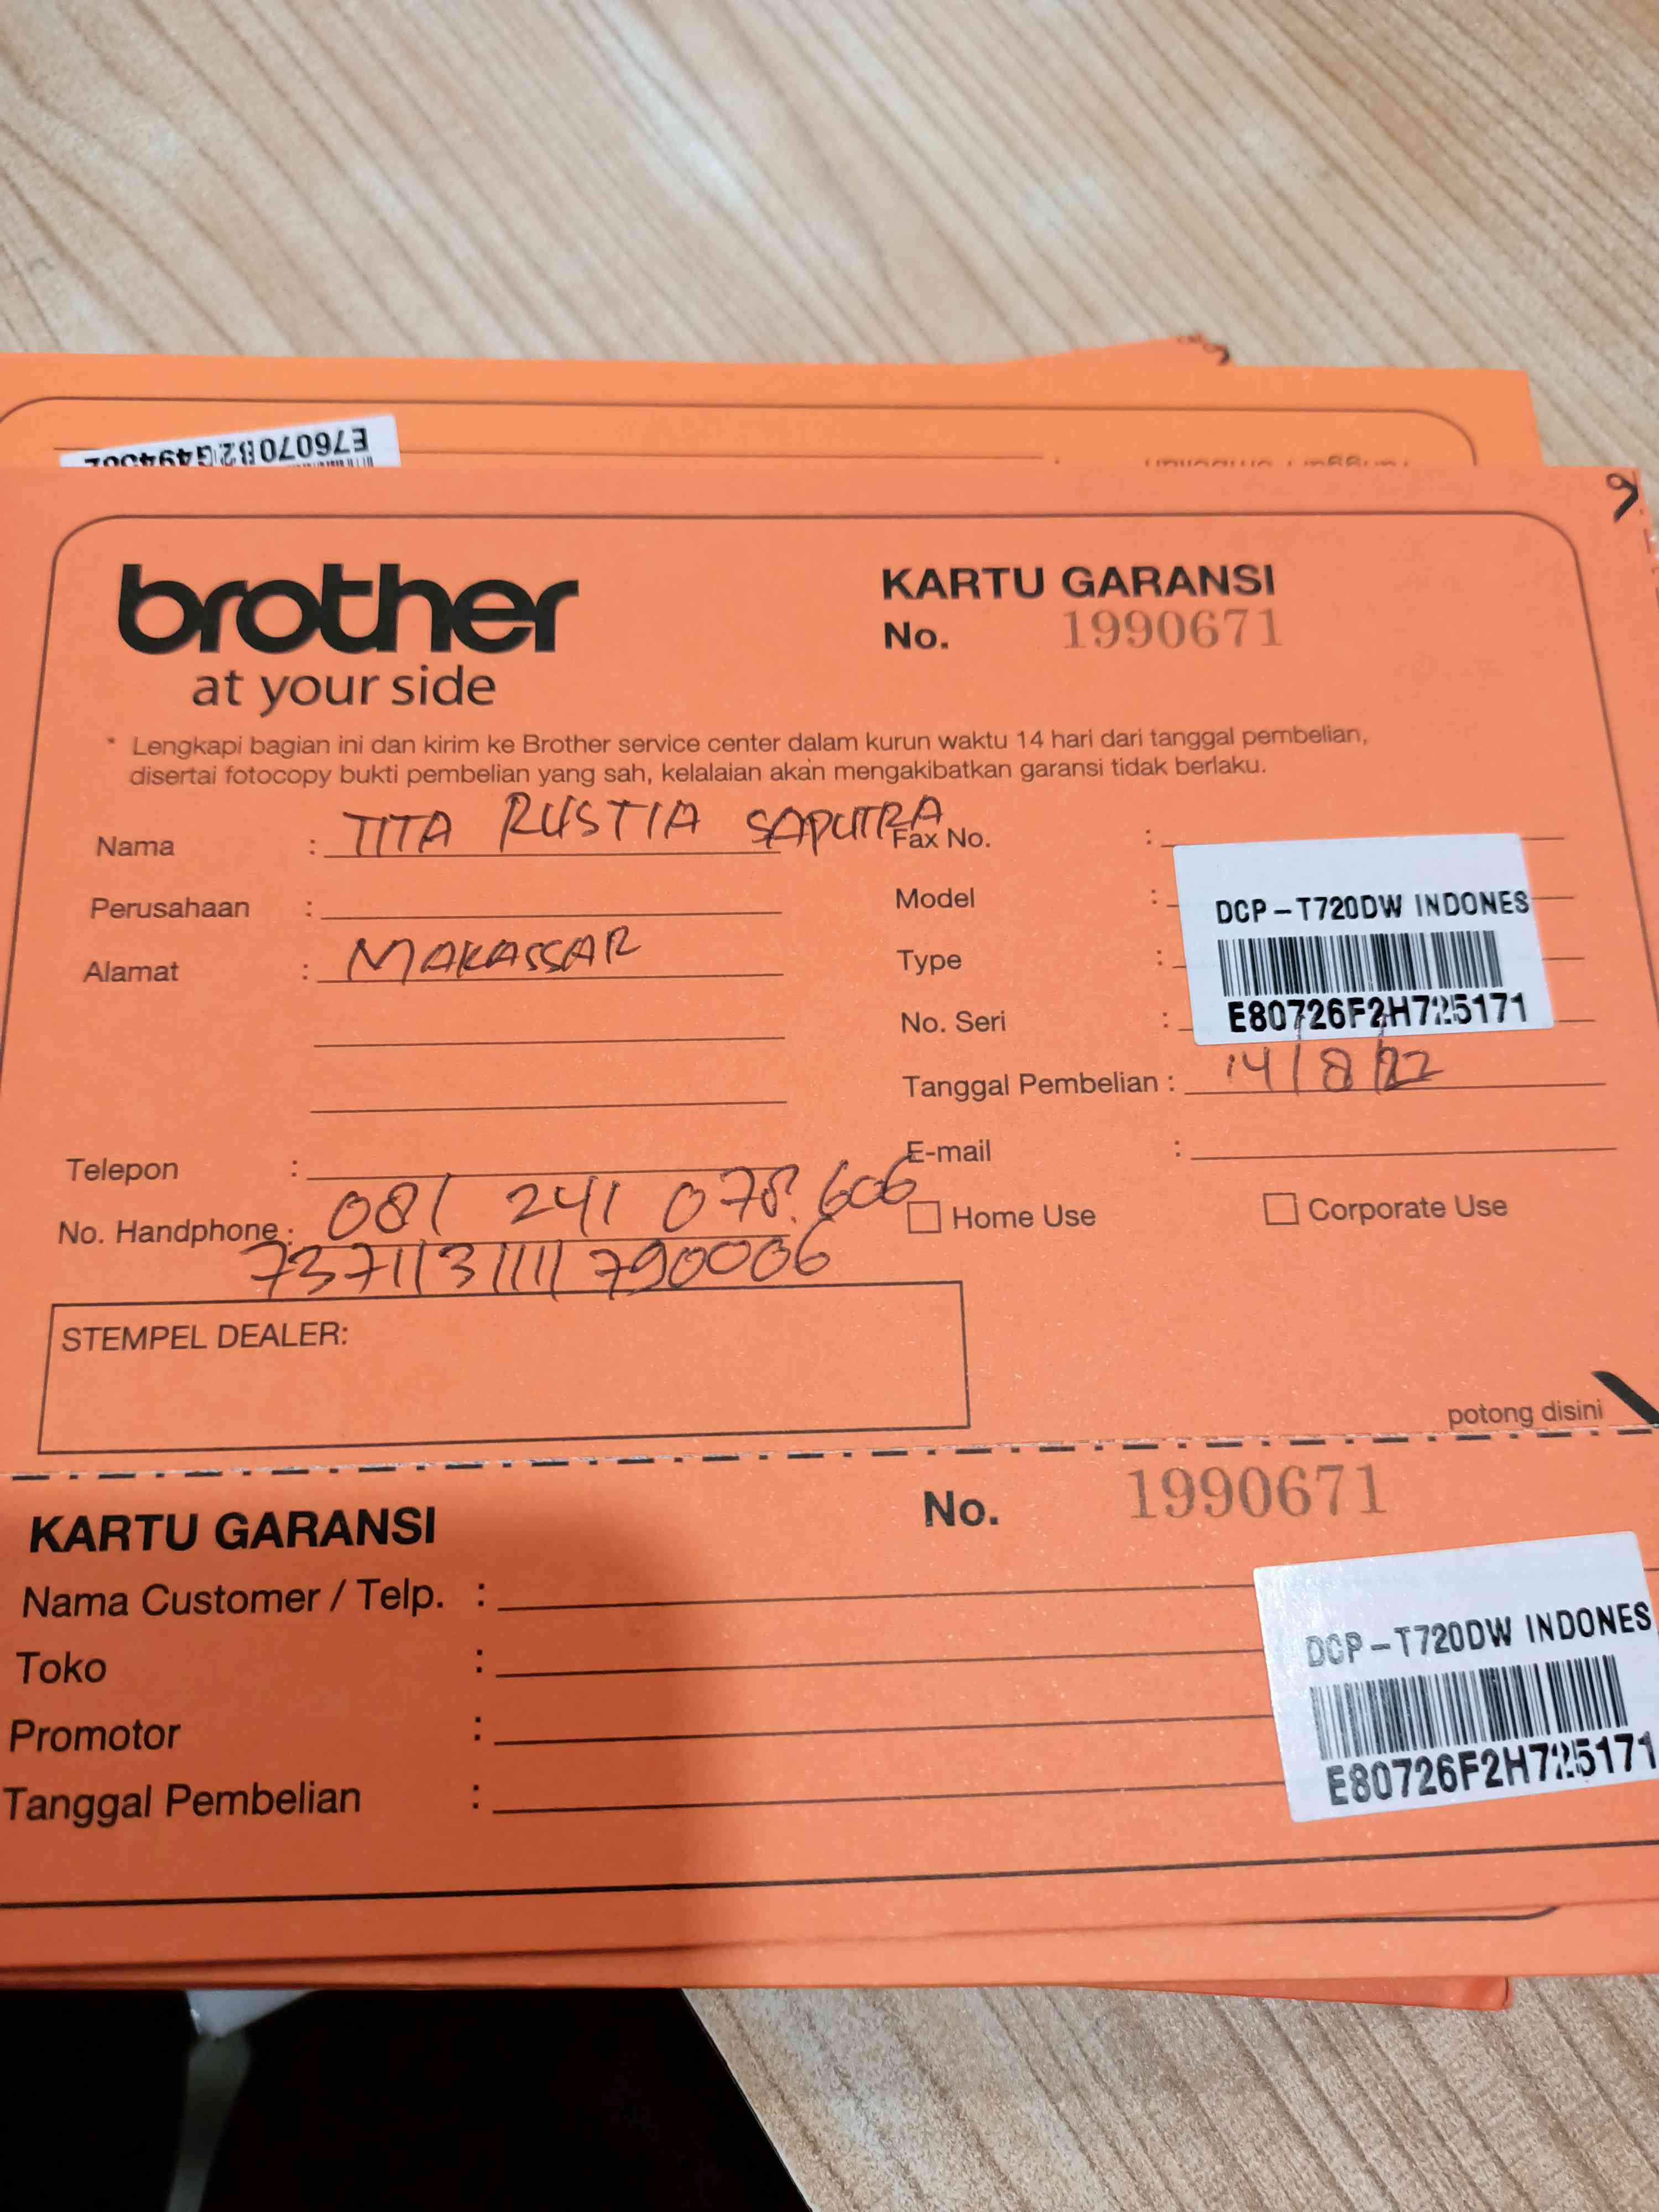 E76070B2G494582
Tanggal Pembelian :
brother
at your side
KARTU GARANSI
No. 1990671
* Lengkapi bagian ini dan kirim ke Brother service center dalam kurun waktu 14 hari dari tanggal pembelian,
disertai fotocopy bukti pembelian yang sah, kelalaian akan mengakibatkan garansi tidak berlaku.
Nama : TITA RUSTIA SAPUTRA
Perusahaan :
Alamat : MAKASSAR
Telepon :
No. Handphone : 081 241 078.606
7371131111790006
Fax No. :
Model :
Type :
No. Seri :
DCP-T720DW INDONES
E80726F2H725171
Tanggal Pembelian : 14/8/22
E-mail :
Home Use
Corporate Use
STEMPEL DEALER:
potong disini
KARTU GARANSI
No. 1990671
Nama Customer / Telp. :
Toko :
Promotor :
Tanggal Pembelian :
DCP-T720DW INDONES
E80726F2H725171